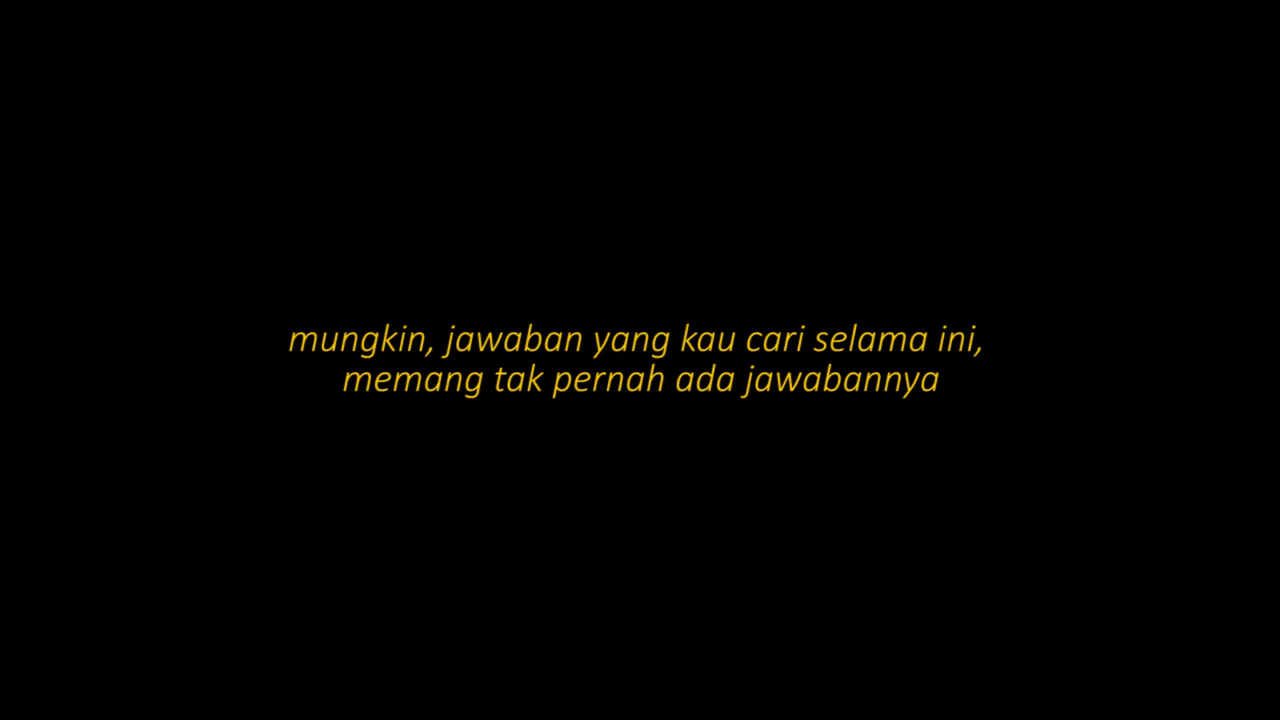 mungkin, jawaban yang kau cari selama ini,
memang tak pernah ada jawabannya